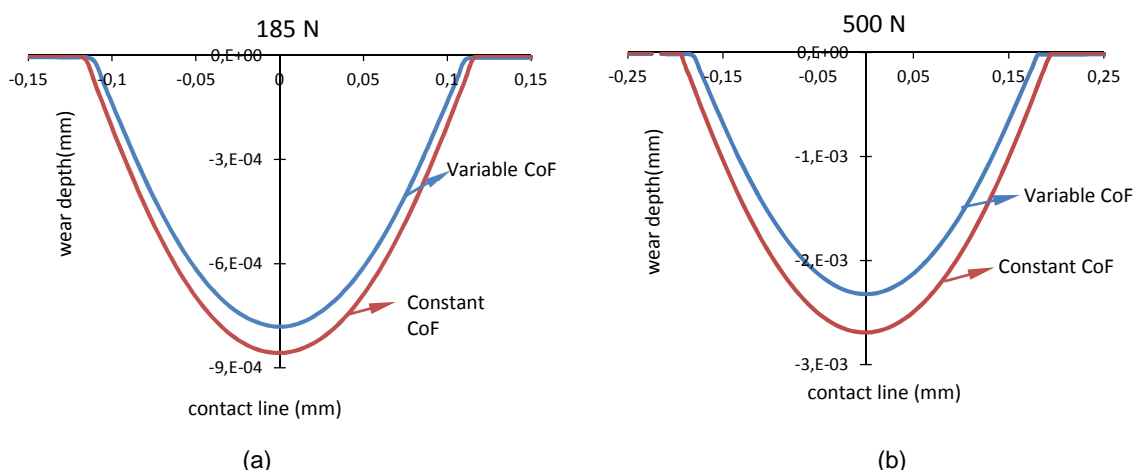 185 N
0,E+00
-0,15 -0,1 -0,05 0 0,05 0,1 0,15
-3,E-04
Variable CoF
wear depth(mm)
-6,E-04
Constant
CoF
-9,E-04
contact line (mm)
(a)
500 N
0,E+00
-0,25 -0,15 -0,05 0,05 0,15 0,25
-1,E-03
wear depth(mm)
Variable CoF
-2,E-03
Constant CoF
-3,E-03
contact line (mm)
(b)